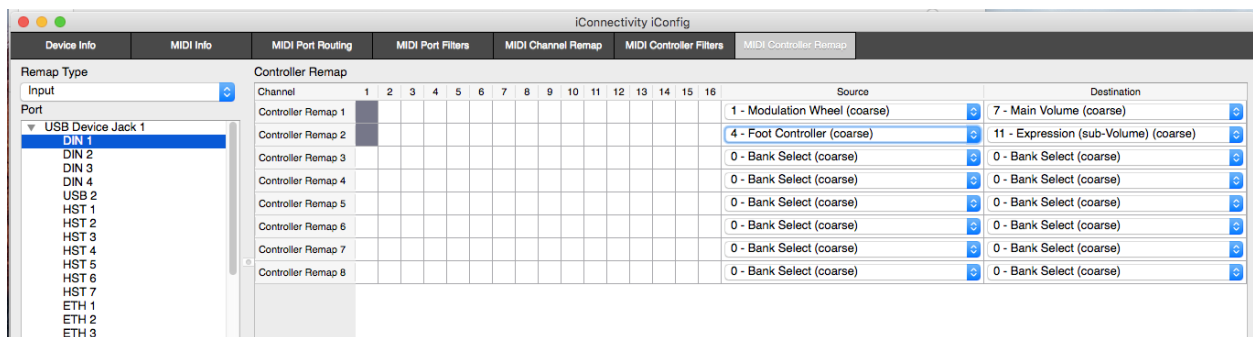 iConnectivity iConfig
Device Info MIDI Info MIDI Port Routing MIDI Port Filters MIDI Channel Remap MIDI Controller Filters MIDI Controller Remap
Remap Type
Input
Port
USB Device Jack 1
DIN 1
DIN 2
DIN 3
DIN 4
USB 2
HST 1
HST 2
HST 3
HST 4
HST 5
HST 6
HST 7
ETH 1
ETH 2
ETH 3
Controller Remap
Channel 1 2 3 4 5 6 7 8 9 10 11 12 13 14 15 16 Source Destination
Controller Remap 1 1 - Modulation Wheel (coarse) 7 - Main Volume (coarse)
Controller Remap 2 4 - Foot Controller (coarse) 11 - Expression (sub-Volume) (coarse)
Controller Remap 3 0 - Bank Select (coarse) 0 - Bank Select (coarse)
Controller Remap 4 0 - Bank Select (coarse) 0 - Bank Select (coarse)
Controller Remap 5 0 - Bank Select (coarse) 0 - Bank Select (coarse)
Controller Remap 6 0 - Bank Select (coarse) 0 - Bank Select (coarse)
Controller Remap 7 0 - Bank Select (coarse) 0 - Bank Select (coarse)
Controller Remap 8 0 - Bank Select (coarse) 0 - Bank Select (coarse)